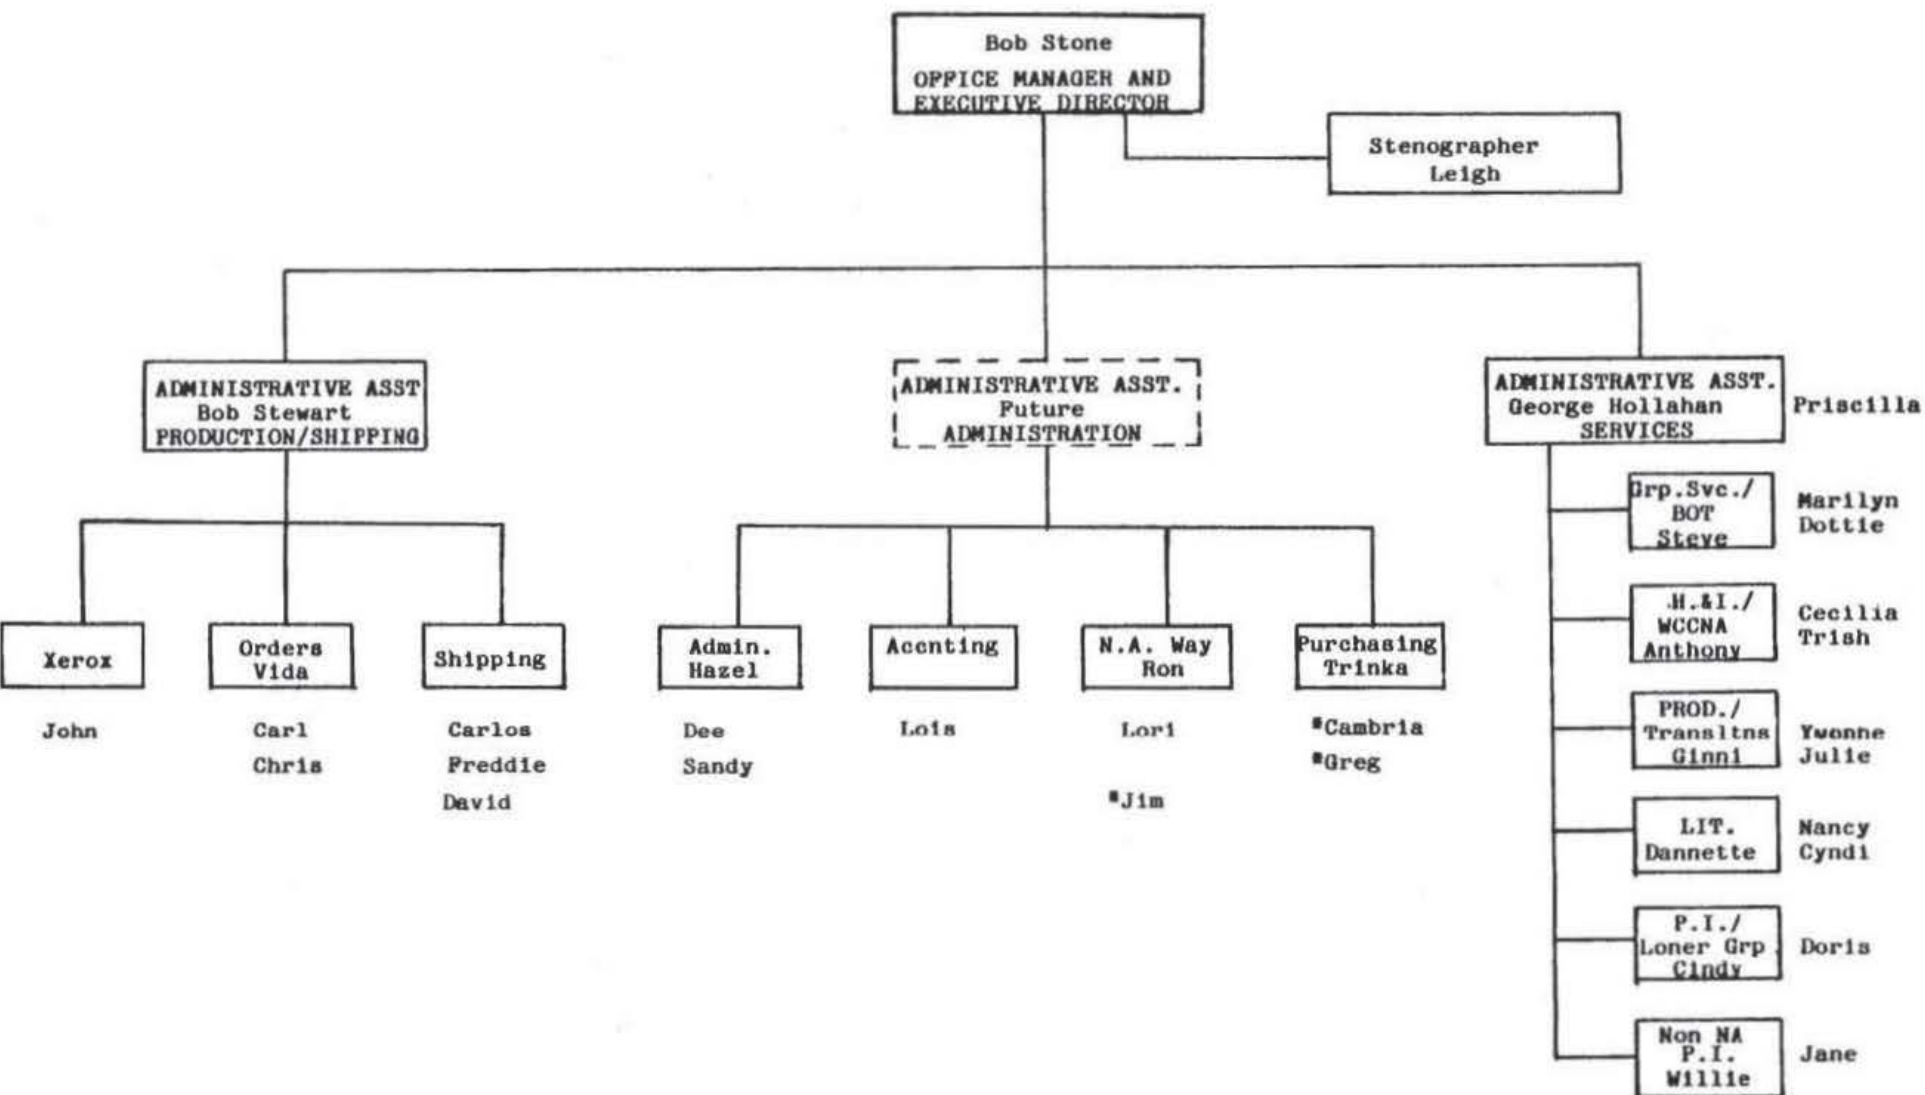 Bob Stone
OFFICE MANAGER AND
EXECUTIVE DIRECTOR
Stenographer
Leigh
ADMINISTRATIVE ASST
Bob Stewart
PRODUCTION/SHIPPING
Xerox
John
Orders
Vida
Carl
Chris
Shipping
Carlos
Freddie
David
ADMINISTRATIVE ASST.
Future
ADMINISTRATION
Admin.
Hazel
Dee
Sandy
Accnting
Lois
N.A. Way
Ron
Lori
*Jim
Purchasing
Trinka
*Cambria
*Greg
ADMINISTRATIVE ASST.
George Hollahan
SERVICES
Priscilla
Grp.Svc./
BOT
Steve
Marilyn
Dottie
H.&I./
WCCNA
Anthony
Cecilia
Trish
PROD./
Transltns
Ginni
Yvonne
Julie
LIT.
Dannette
Nancy
Cyndi
P.I./
Loner Grp.
Cindy
Doris
Non NA
P.I.
Willie
Jane